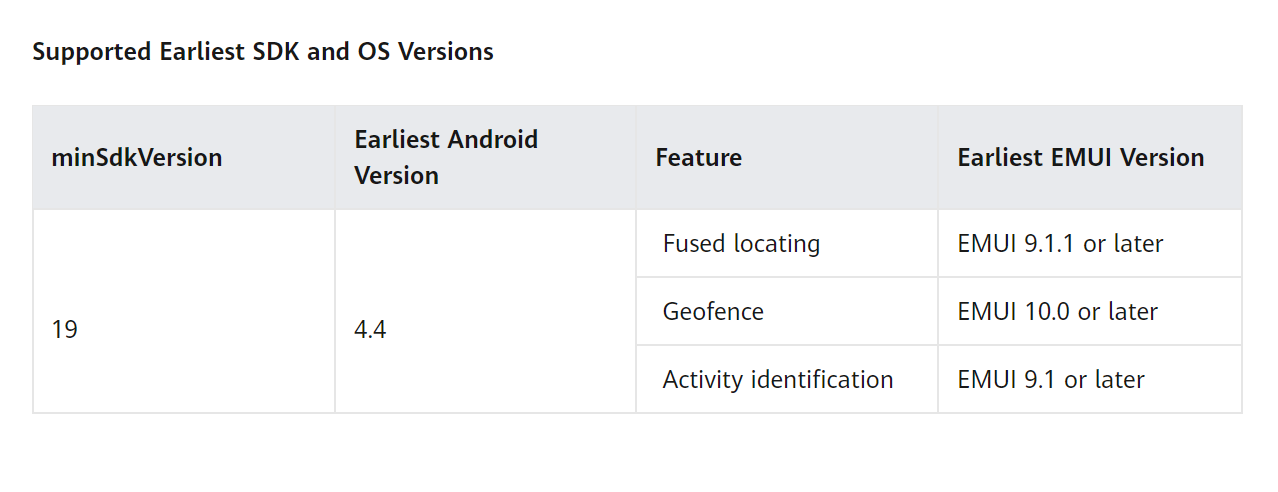 Supported Earliest SDK and OS Versions
minSdkVersion
Earliest Android
Version
Feature
Earliest EMUI Version
19
4.4
Fused locating
EMUI 9.1.1 or later
Geofence
EMUI 10.0 or later
Activity identification
EMUI 9.1 or later